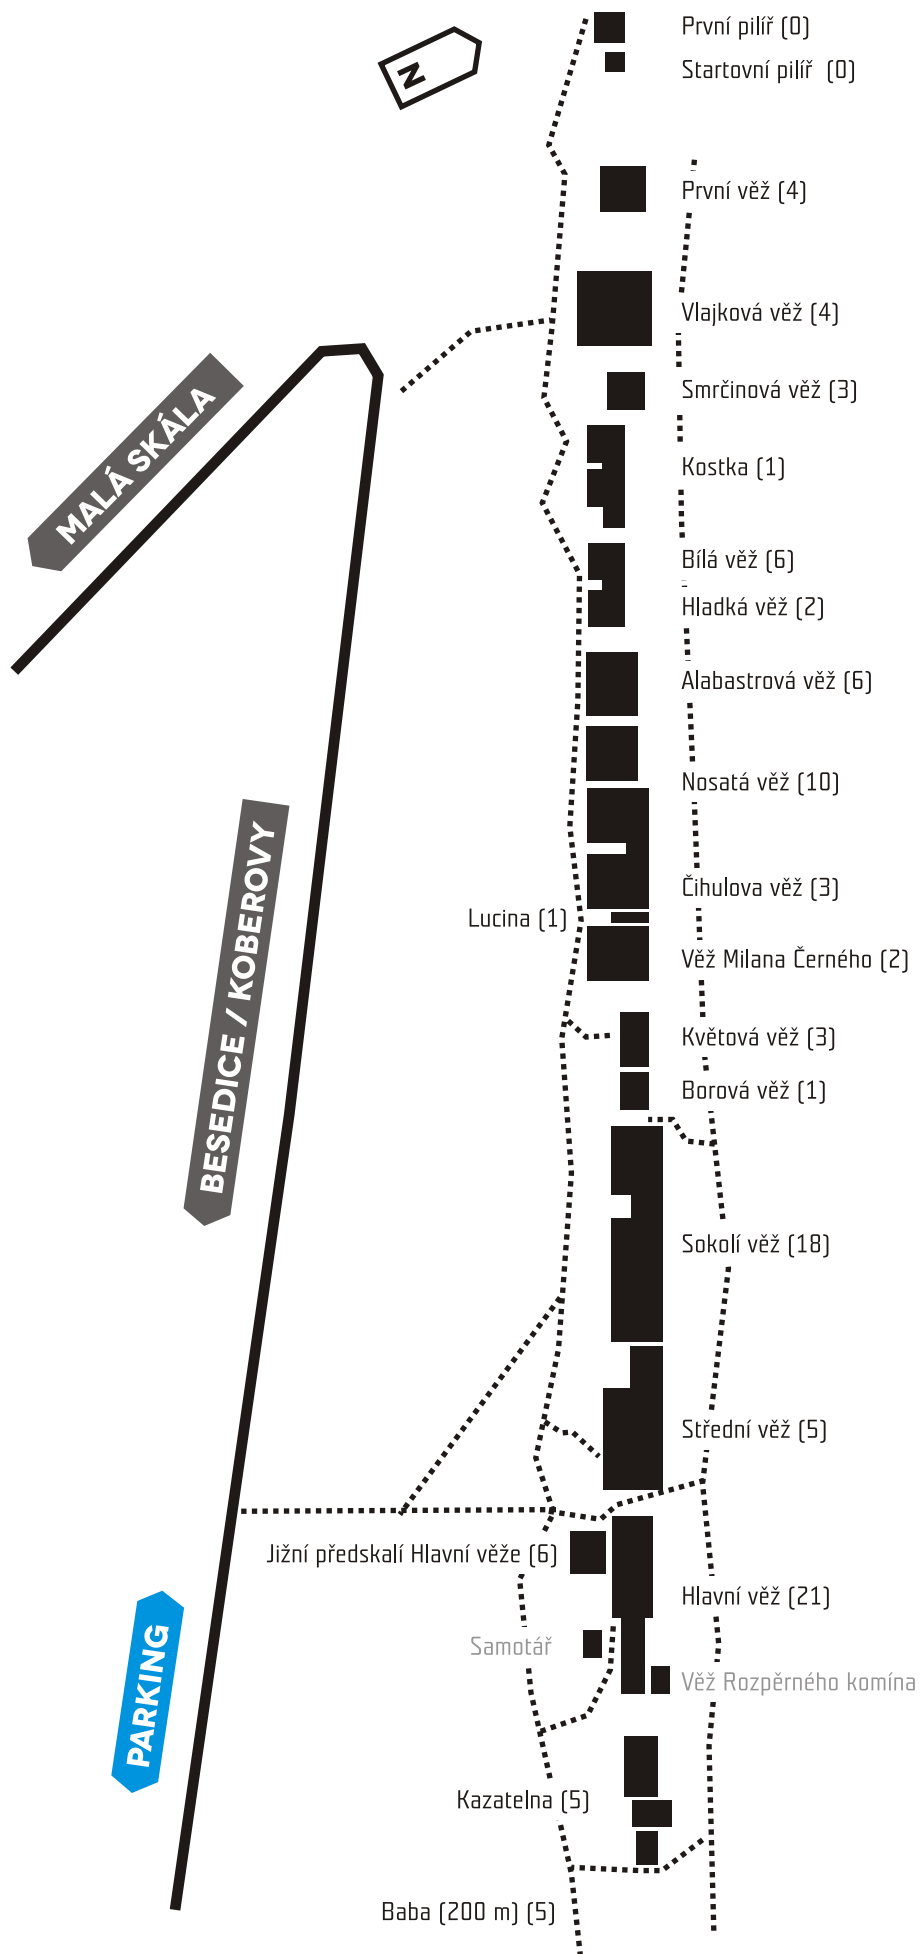 První pilíř (0)
Startovní pilíř (0)
N
První věž (4)
Vlajková věž (4)
Smrčinová věž (3)
MALÁ SKÁLA
Kostka (1)
Bílá věž (6)
Hladká věž (2)
Alabastrová věž (6)
Nosatá věž (10)
BESEDICE / KOBEROVY
Čihulova věž (3)
Lucina (1)
Věž Milana Černého (2)
Květová věž (3)
Borová věž (1)
Sokolí věž (18)
Střední věž (5)
Jižní předskalí Hlavní věže (6)
Hlavní věž (21)
Samotář
Věž Rozpěrného komína
PARKING
Kazatelna (5)
Baba (200 m) (5)